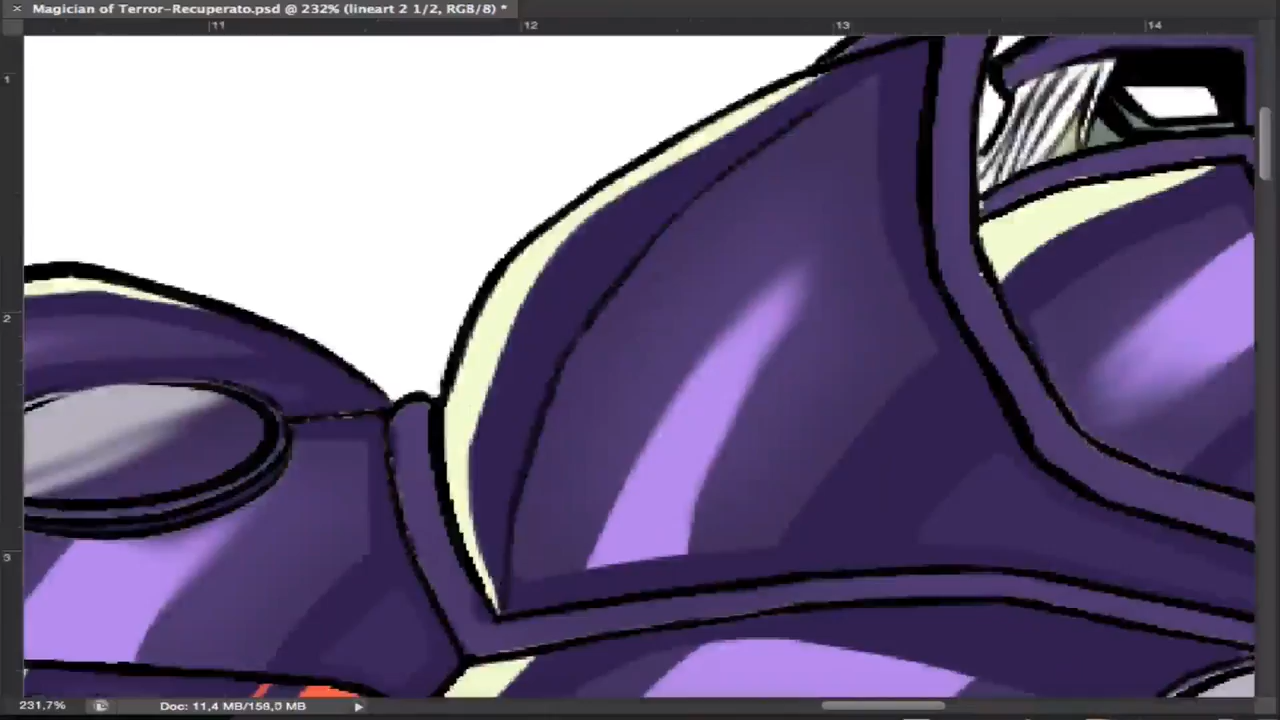 × Magician of Terror-Recuperato.psd @ 232% (lineart 2 1/2, RGB/8) *
11 12 13 14
1
2
3
231,7% Doc: 11,4 MB/158,0 MB